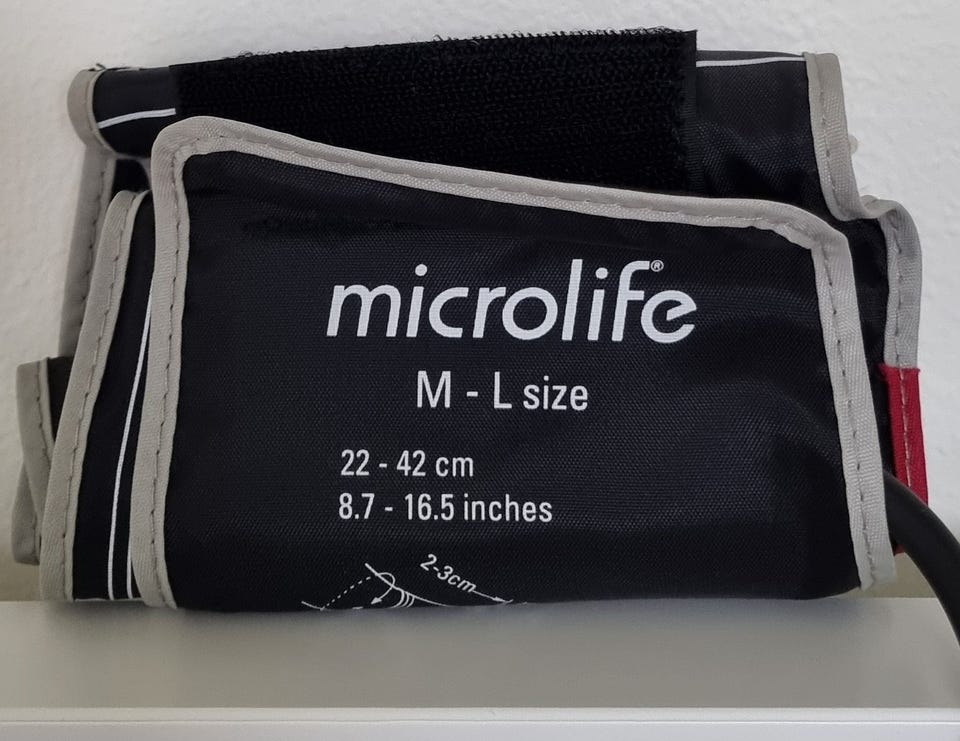 microlife®
M - L size
22 - 42 cm
8.7 - 16.5 inches
2-3cm